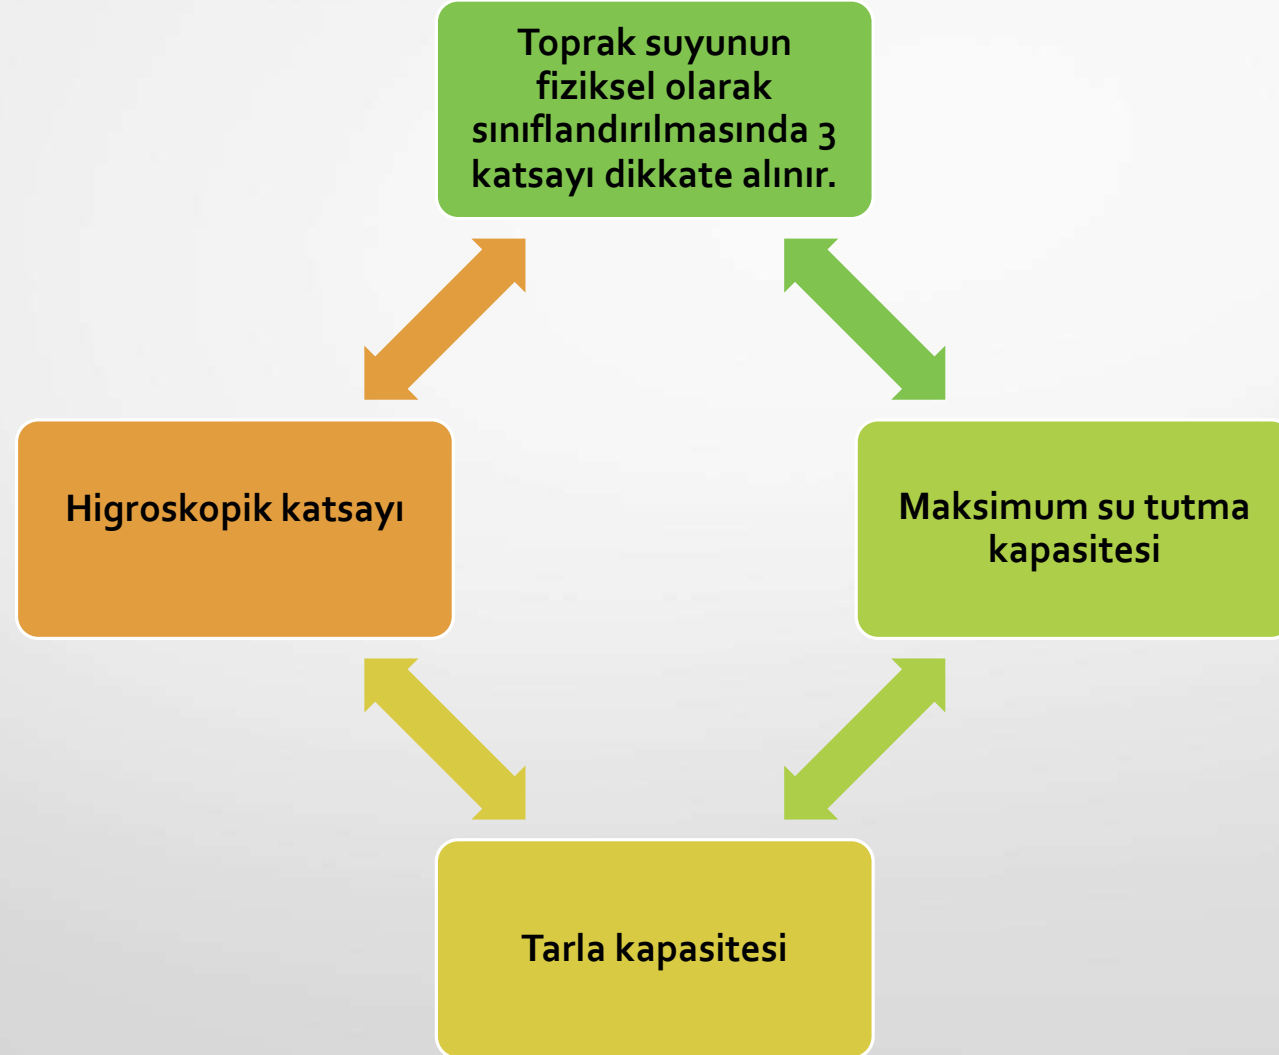 Toprak suyunun
fiziksel olarak
sınıflandırılmasında 3
katsayı dikkate alınır.
Higroskopik katsayı
Maksimum su tutma
kapasitesi
Tarla kapasitesi